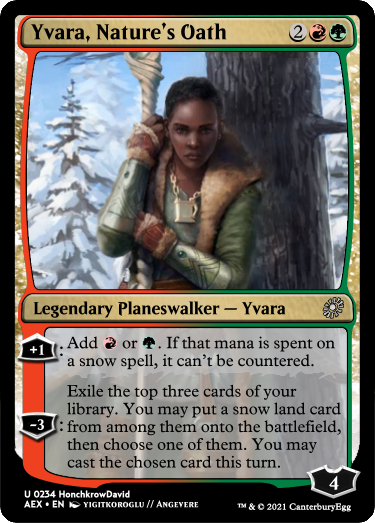 Yvara, Nature's Oath 2
Legendary Planeswalker — Yvara
+1 : Add or . If that mana is spent on
a snow spell, it can't be countered.
Exile the top three cards of your
library. You may put a snow land card
-3 : from among them onto the battlefield,
then choose one of them. You may
cast the chosen card this turn.
4
U 0234 HonchkrowDavid
AEX • EN YIGITKOROGLU // ANGEVERE ™ & © 2021 CanterburyEgg